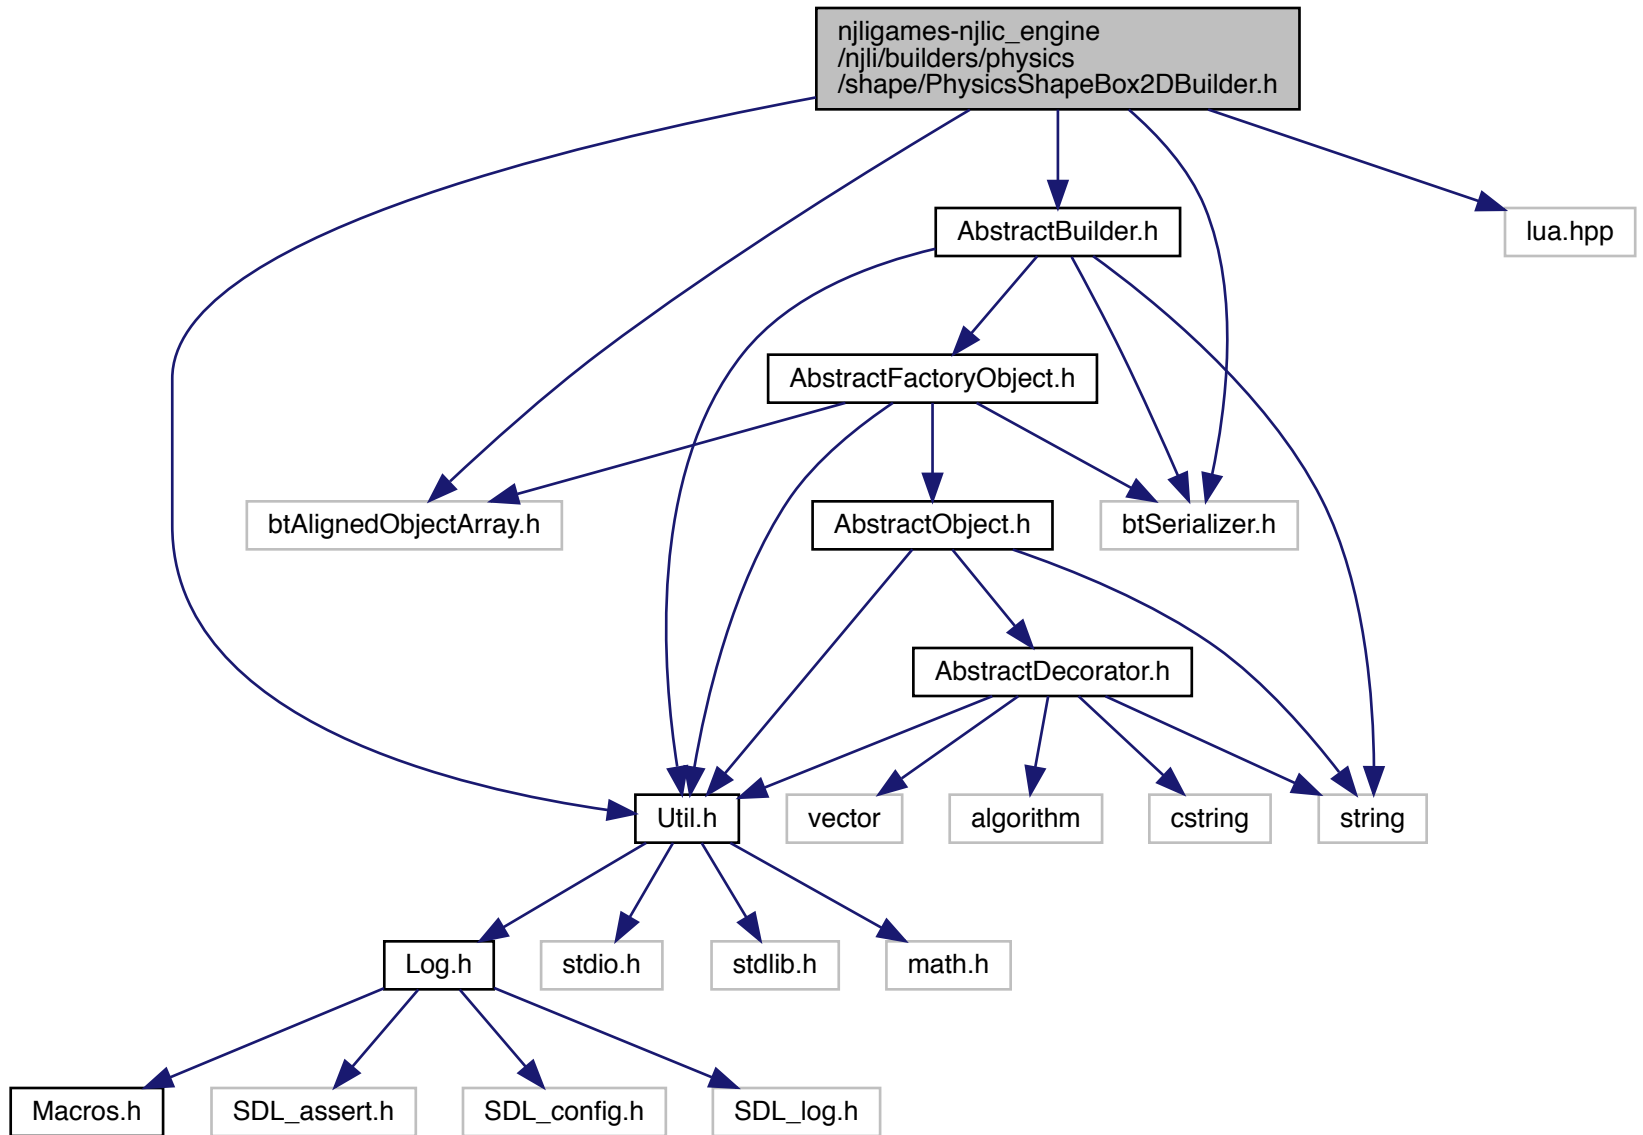 njligames-njlic_engine
/njli/builders/physics
/shape/PhysicsShapeBox2DBuilder.h
AbstractBuilder.h
lua.hpp
AbstractFactoryObject.h
btAlignedObjectArray.h
AbstractObject.h
btSerializer.h
AbstractDecorator.h
Util.h
vector
algorithm
cstring
string
Log.h
stdio.h
stdlib.h
math.h
Macros.h
SDL_assert.h
SDL_config.h
SDL_log.h